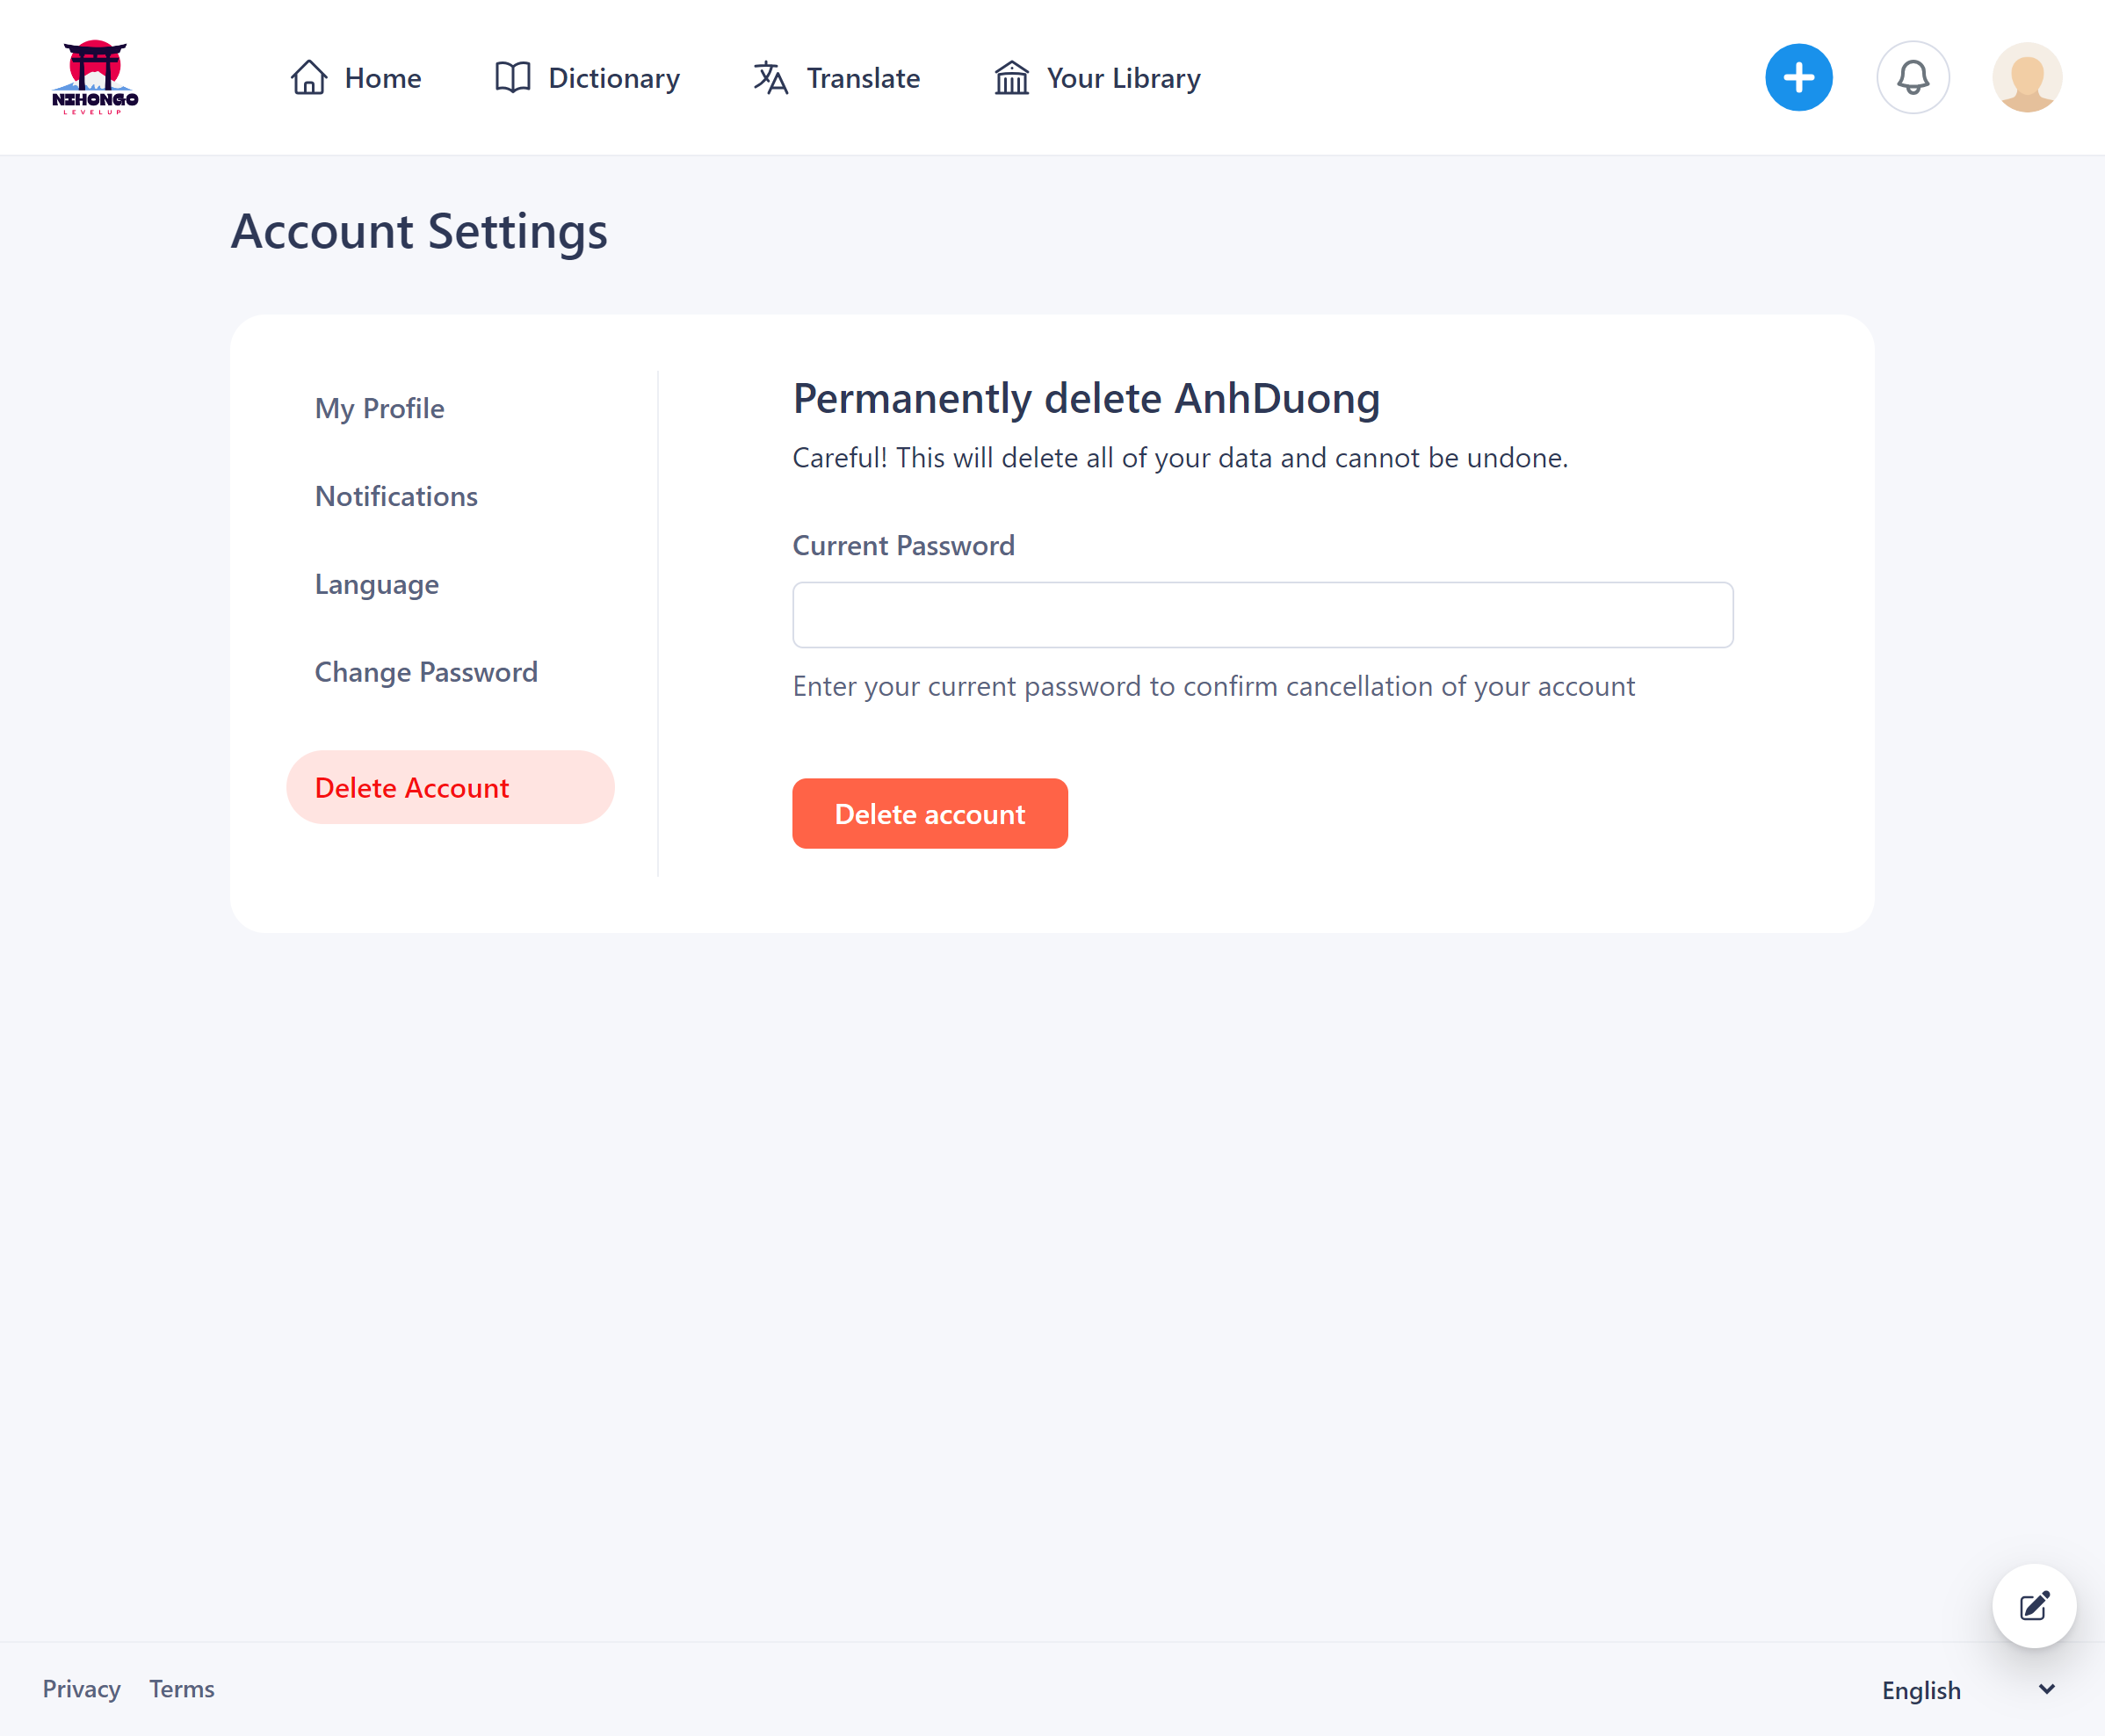 NIHONGO
LEVELUP
Home
Dictionary
Translate
Your Library
Account Settings
My Profile
Notifications
Language
Change Password
Delete Account
Permanently delete AnhDuong
Careful! This will delete all of your data and cannot be undone.
Current Password
Enter your current password to confirm cancellation of your account
Delete account
Privacy
Terms
English